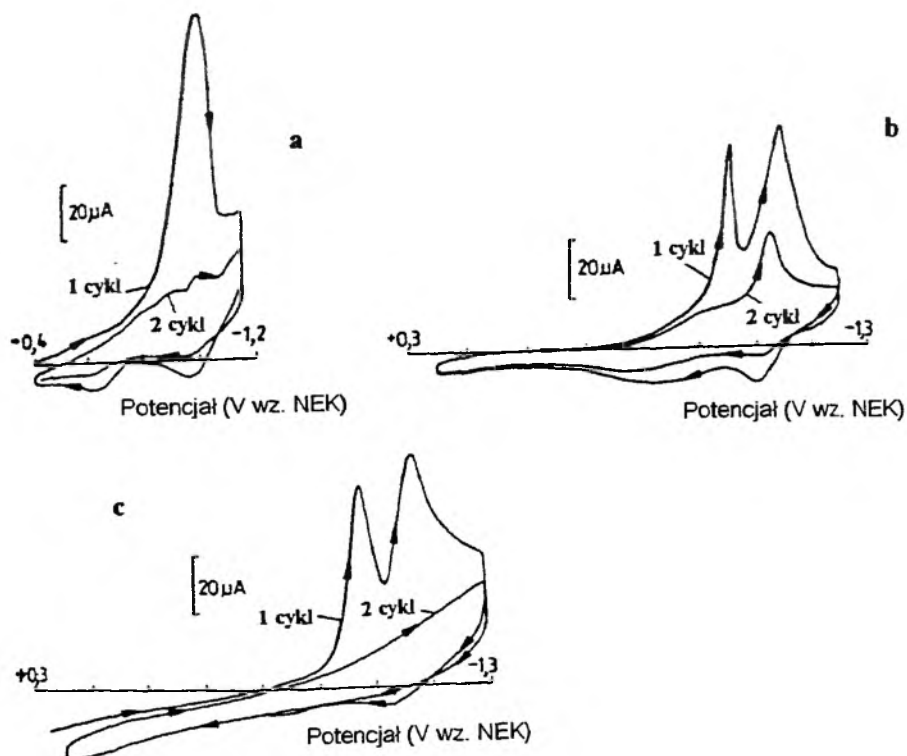 a
20µA
1 cykl
2 cykl
-0,4
-1,2
Potencjał (V wz. NEK)
b
20µA
1 cykl
2 cykl
+0,3
-1,3
Potencjał (V wz. NEK)
c
20µA
1 cykl
2 cykl
+0,3
-1,3
Potencjał (V wz. NEK)